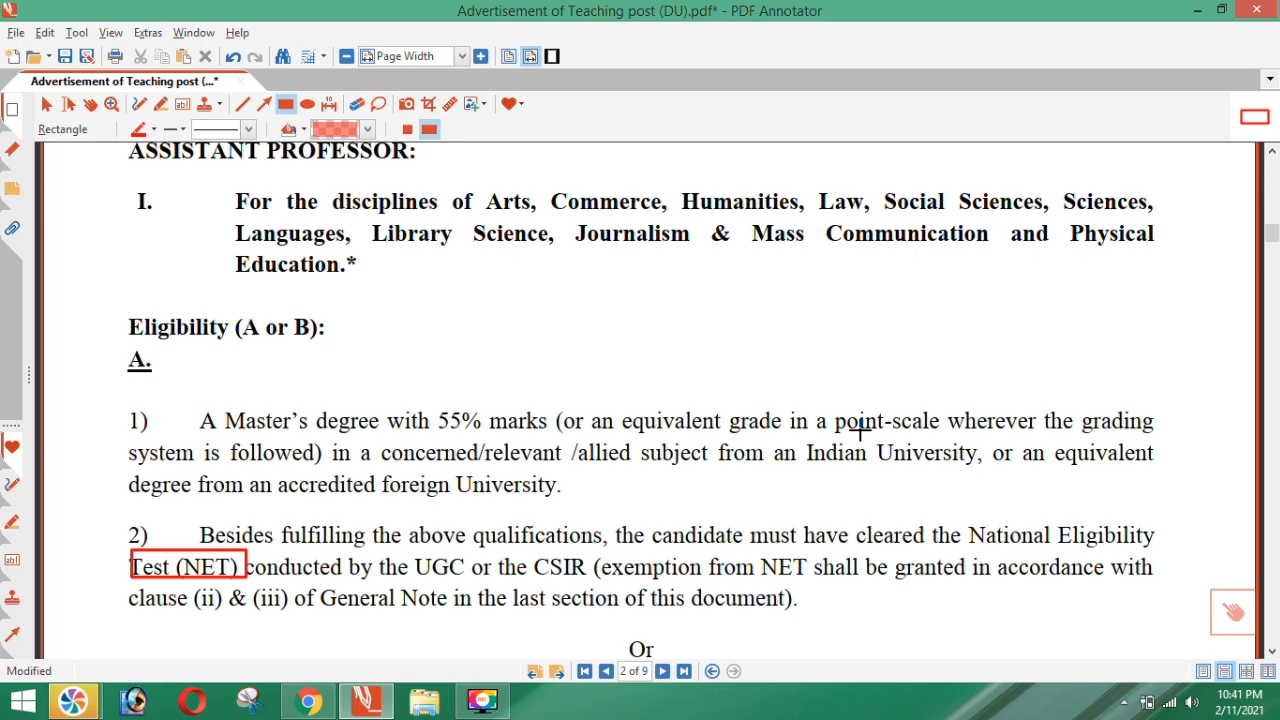 Advertisement of Teaching post (DU).pdf* - PDF Annotator
File Edit Tool View Extras Window Help
Page Width
Advertisement of Teaching post (...*
Rectangle
ASSISTANT PROFESSOR:
I. For the disciplines of Arts, Commerce, Humanities, Law, Social Sciences, Sciences,
Languages, Library Science, Journalism & Mass Communication and Physical
Education.*
Eligibility (A or B):
A.
1) A Master's degree with 55% marks (or an equivalent grade in a point-scale wherever the grading
system is followed) in a concerned/relevant /allied subject from an Indian University, or an equivalent
degree from an accredited foreign University.
2) Besides fulfilling the above qualifications, the candidate must have cleared the National Eligibility
Test (NET) conducted by the UGC or the CSIR (exemption from NET shall be granted in accordance with
clause (ii) & (iii) of General Note in the last section of this document).
Or
Modified
2 of 9
10:41 PM
2/11/2021